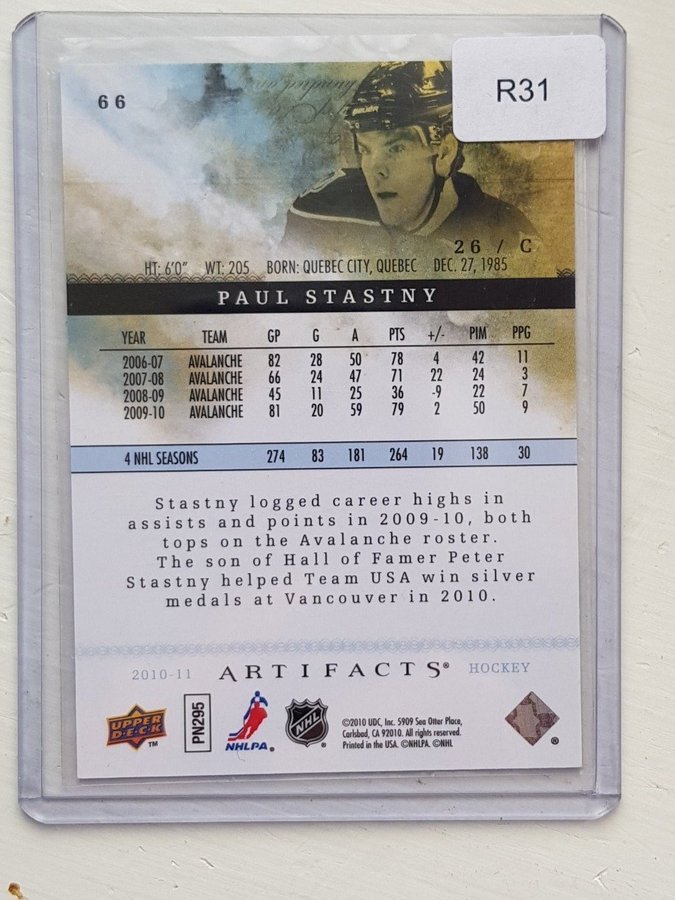 66
R31
26 / C
HT: 6'0" WT: 205 BORN: QUEBEC CITY, QUEBEC DEC. 27, 1985
PAUL STASTNY
YEAR TEAM GP G A PTS +/- PIM PPG
2006-07 AVALANCHE 82 28 50 78 4 42 11
2007-08 AVALANCHE 66 24 47 71 22 24 3
2008-09 AVALANCHE 45 11 25 36 -9 22 7
2009-10 AVALANCHE 81 20 59 79 2 50 9
4 NHL SEASONS 274 83 181 264 19 138 30
Stastny logged career highs in
assists and points in 2009-10, both
tops on the Avalanche roster.
The son of Hall of Famer Peter
Stastny helped Team USA win silver
medals at Vancouver in 2010.
2010-11 ARTIFACTS® HOCKEY
UPPER
D·E·C·K
TM
PN295
NHLPA®
NHL®
©2010 UDC, Inc. 5909 Sea Otter Place,
Carlsbad, CA 92010. All rights reserved.
Printed in the USA. ©NHLPA. ©NHL
®